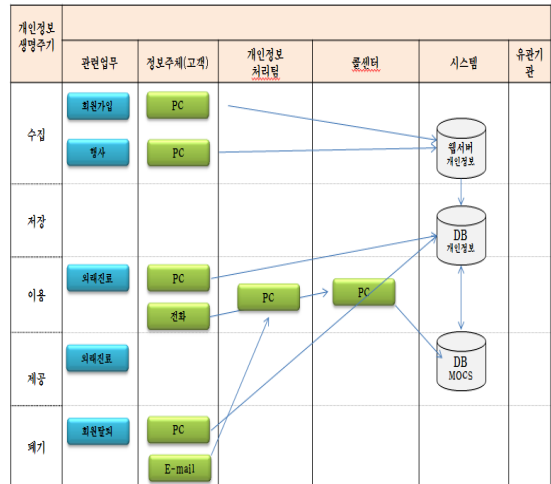 개인정보
생명주기
관련업무
정보주체(고객)
개인정보
처리팀
콜센터
시스템
유관기
관
수집
회원가입
PC
행사
PC
웹서버
개인정보
저장
DB
개인정보
이용
외래진료
PC
전화
PC
PC
제공
외래진료
DB
MOCS
폐기
회원탈퇴
PC
E-mail